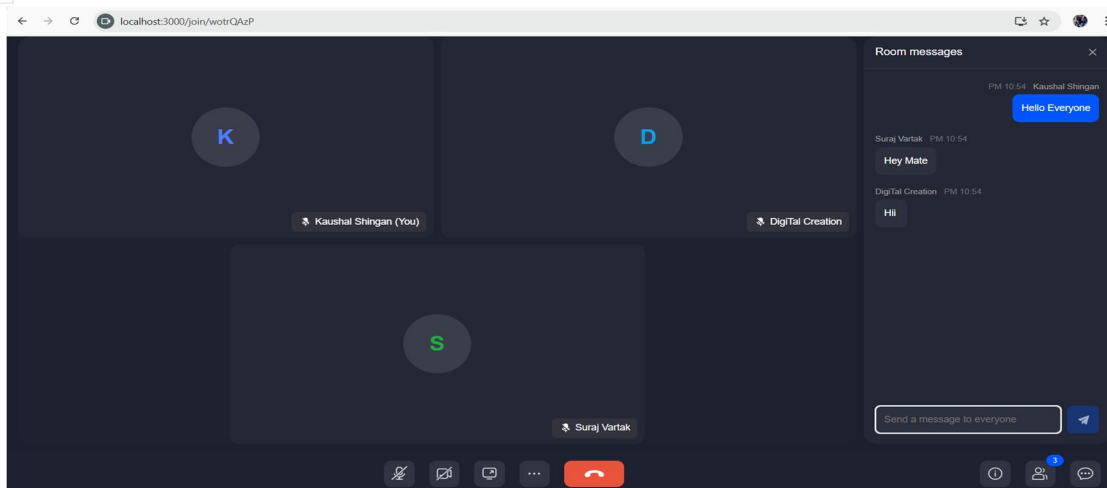 localhost:3000/join/wotrQAzP
K
Kaushal Shingan (You)
D
DigiTal Creation
S
Suraj Vartak
Room messages
PM 10:54 Kaushal Shingan
Hello Everyone
Suraj Vartak PM 10:54
Hey Mate
DigiTal Creation PM 10:54
Hii
Send a message to everyone
3